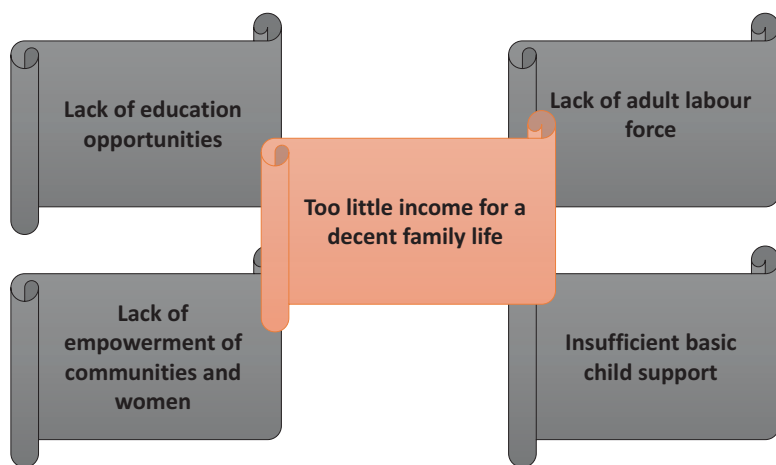 Lack of education
opportunities
Lack of adult labour
force
Too little income for a
decent family life
Lack of
empowerment of
communities and
women
Insufficient basic
child support